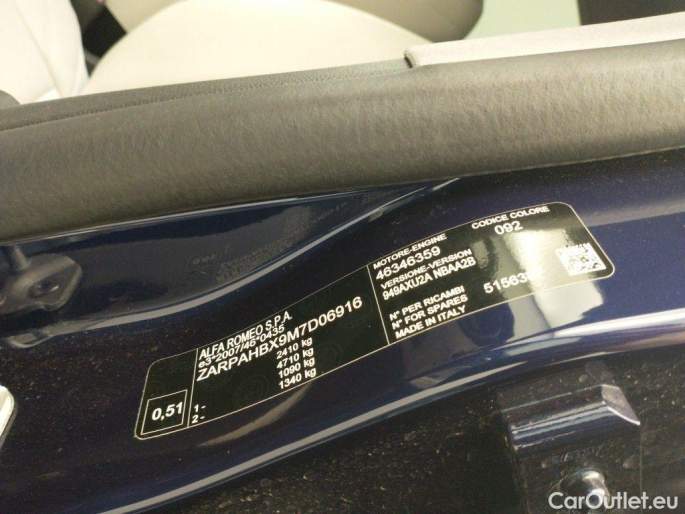 ALFA ROMEO S.P.A.
e3*2007/46*0435
ZARPAHBX9M7D06916
2410 kg
4710 kg
1- 1090 kg
2- 1340 kg
0,51
MOTORE-ENGINE
46346359
VERSIONE-VERSION
949AXU2A NBAA2B
CODICE COLORE
092
N° PER RICAMBI
N° FOR SPARES
MADE IN ITALY
CarOutlet.eu